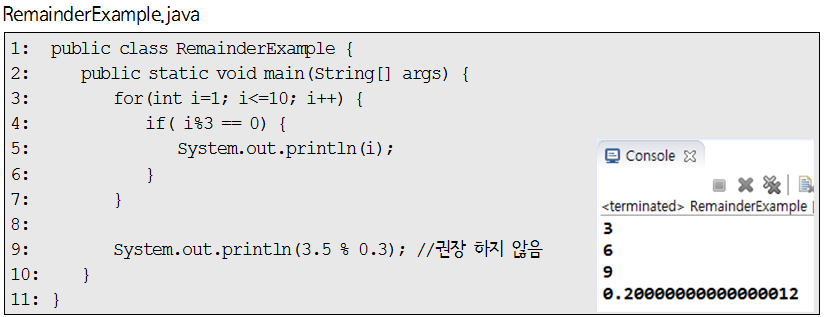 RemainderExample.java
1: public class RemainderExample {
2: public static void main(String[] args) {
3: for(int i=1; i<=10; i++) {
4: if( i%3 == 0) {
5: System.out.println(i);
6: }
7: }
8:
9: System.out.println(3.5 % 0.3); //권장 하지 않음
10: }
11: }
Console
<terminated> RemainderExample
3
6
9
0.20000000000000012